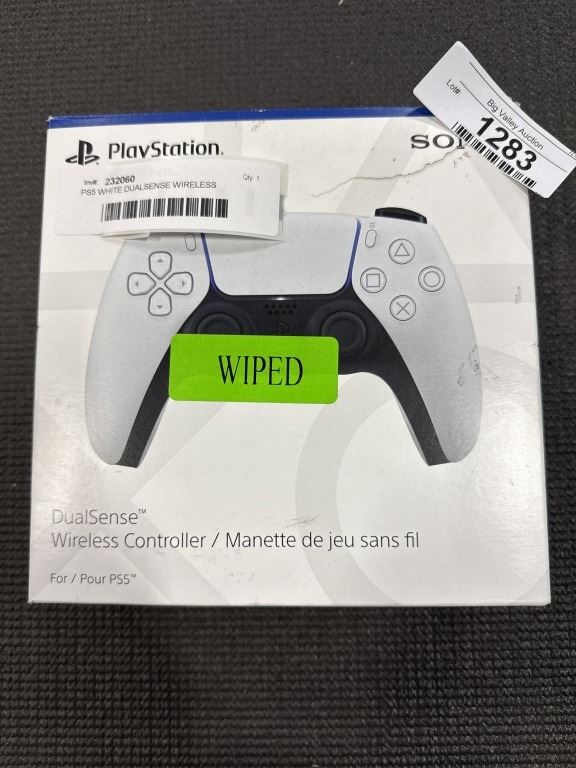 PlayStation.
SO
Lot#:
Big Valley Auction
1283
Inv#: 232060 Qty: 1
PS5 WHITE DUALSENSE WIRELESS
WIPED
DualSense™
Wireless Controller / Manette de jeu sans fil
For / Pour PS5™